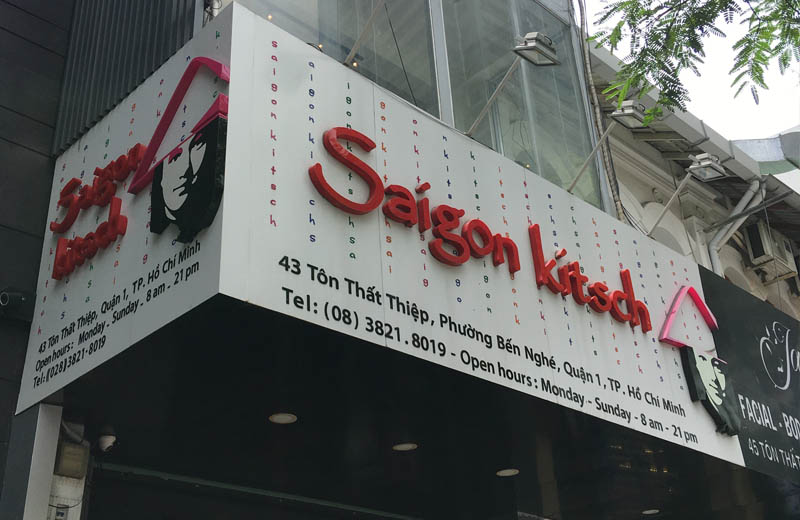 Saigon
kitsch
43 Tôn Thất Thiệp, Quận 1, TP. Hồ Chí Minh
Open hours: Monday - Sunday - 8 am - 21 pm
Tel: (028)3821-8019
Saigon kitsch
43 Tôn Thất Thiệp, Phường Bến Nghé, Quận 1, TP. Hồ Chí Minh
Tel: (08) 3821.8019 - Open hours: Monday - Sunday - 8 am - 21 pm
FACIAL
45 TÔN THẤT